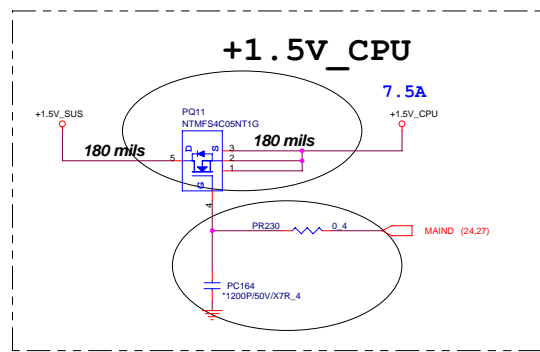 +1.5V_CPU
7.5A
PQ11
NTMFS4C05NT1G
+1.5V_SUS
+1.5V_CPU
180 mils
180 mils
D
S
G
5
3
2
1
4
PR230
0_4
MAIND (24,27)
PC164
*1200P/50V/X7R_4